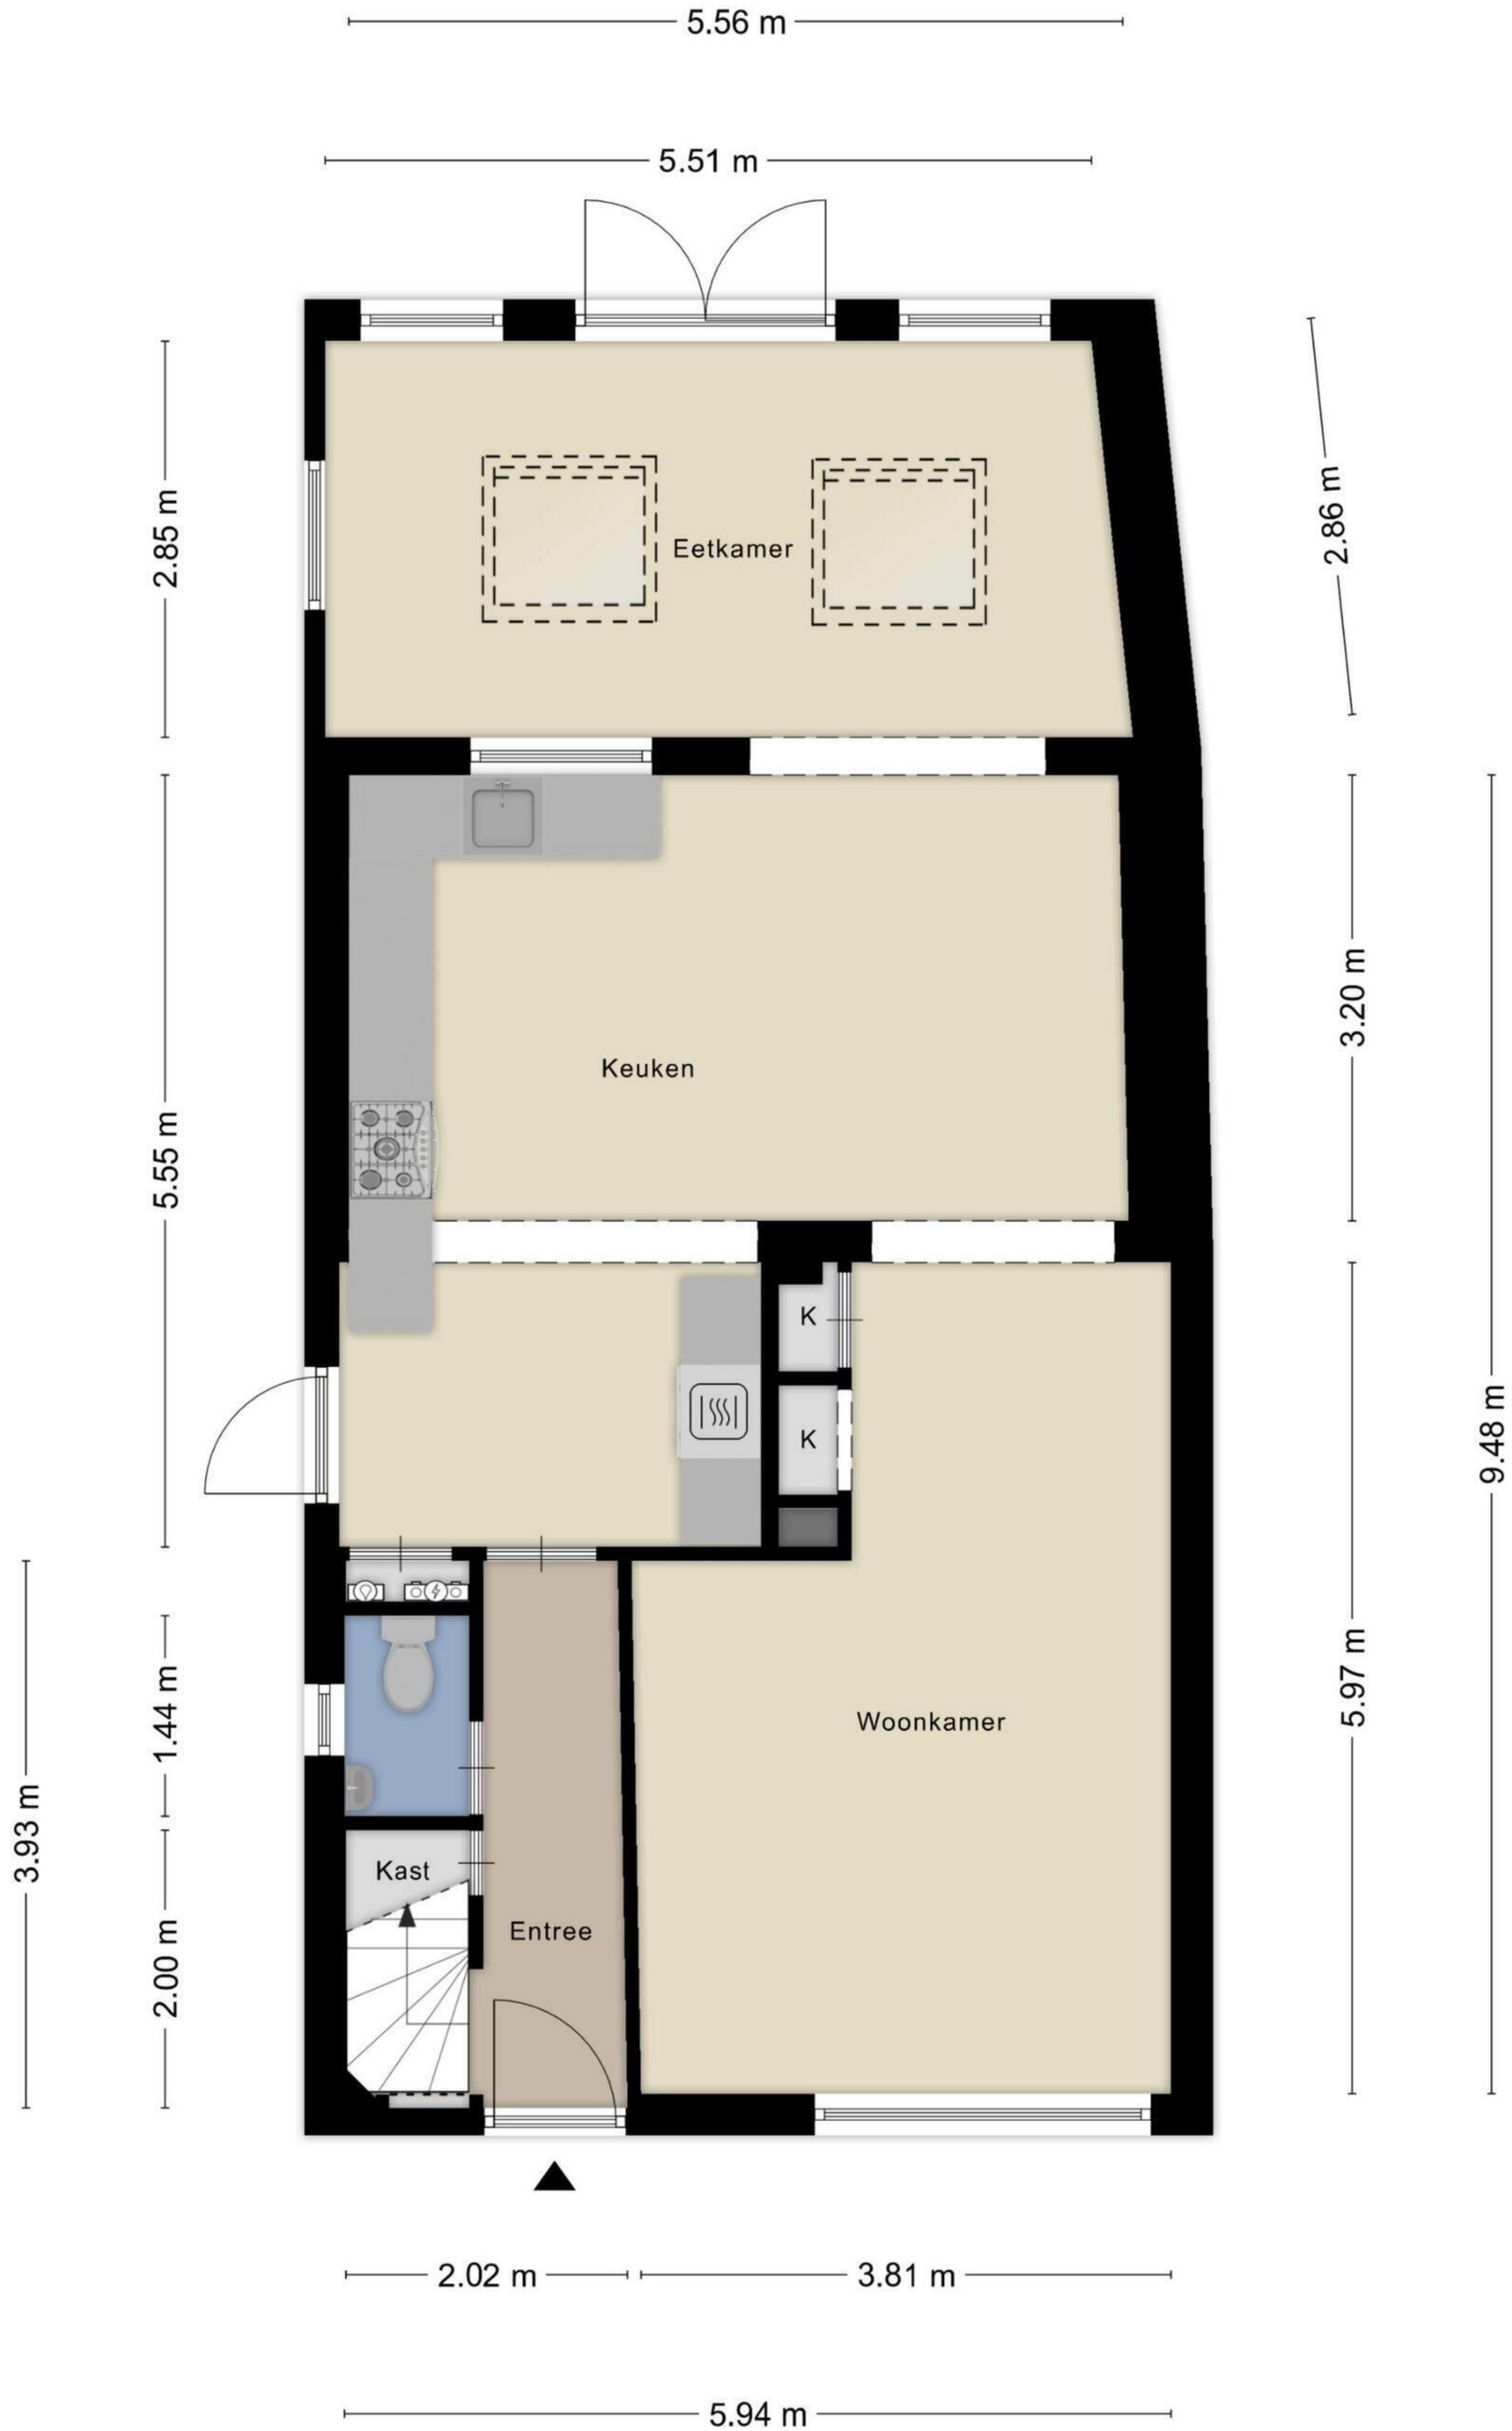 5.56 m
5.51 m
2.85 m
2.86 m
Eetkamer
5.55 m
3.20 m
Keuken
9.48 m
K
K
3.93 m
1.44 m
5.97 m
Woonkamer
2.00 m
Kast
Entree
2.02 m
3.81 m
5.94 m